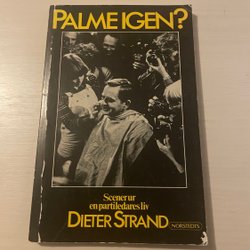 PALME IGEN?
Scener ur
en partiledares liv
DIETER STRAND
NORSTEDTS